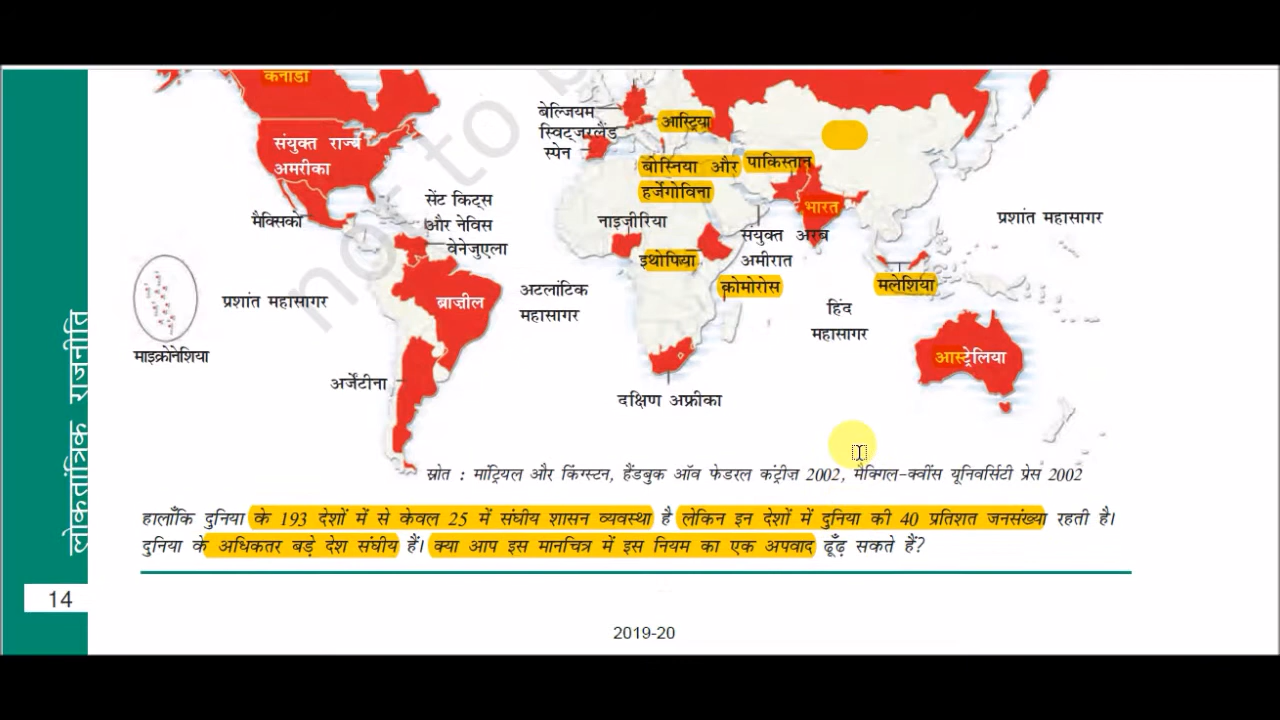 कनाडा
संयुक्त राज्य
अमरीका
मैक्सिको
सेंट किट्स
और नेविस
वेनेजुएला
बेल्जियम
स्विट्जरलैंड
स्पेन
आस्ट्रिया
बोस्निया और
हर्जेगोविना
पाकिस्तान
भारत
नाइजीरिया
इथोपिया
संयुक्त अरब
अमीरात
कोमोरोस
मलेशिया
प्रशांत महासागर
प्रशांत महासागर
माइक्रोनेशिया
ब्राज़ील
अटलांटिक
महासागर
हिंद
महासागर
आस्ट्रेलिया
अर्जेंटीना
दक्षिण अफ्रीका
not to b
स्रोत : मांट्रियल और किंग्स्टन, हैंडबुक ऑव फेडरल कंट्रीज 2002, मैक्गिल-क्वींस यूनिवर्सिटी प्रेस 2002
हालाँकि दुनिया के 193 देशों में से केवल 25 में संघीय शासन व्यवस्था है लेकिन इन देशों में दुनिया की 40 प्रतिशत जनसंख्या रहती है।
दुनिया के अधिकतर बड़े देश संघीय हैं। क्या आप इस मानचित्र में इस नियम का एक अपवाद ढूँढ़ सकते हैं?
लोकतांत्रिक राजनीति
14
2019-20